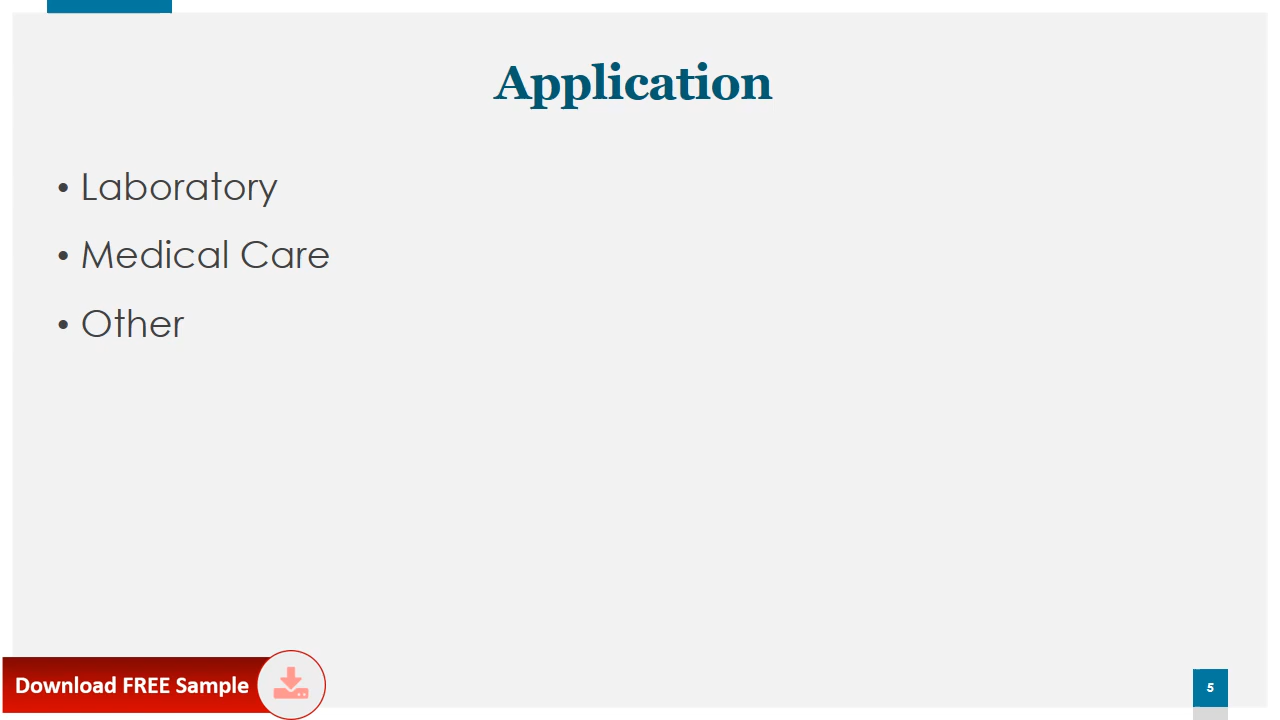 Application
• Laboratory
• Medical Care
• Other
Download FREE Sample
5